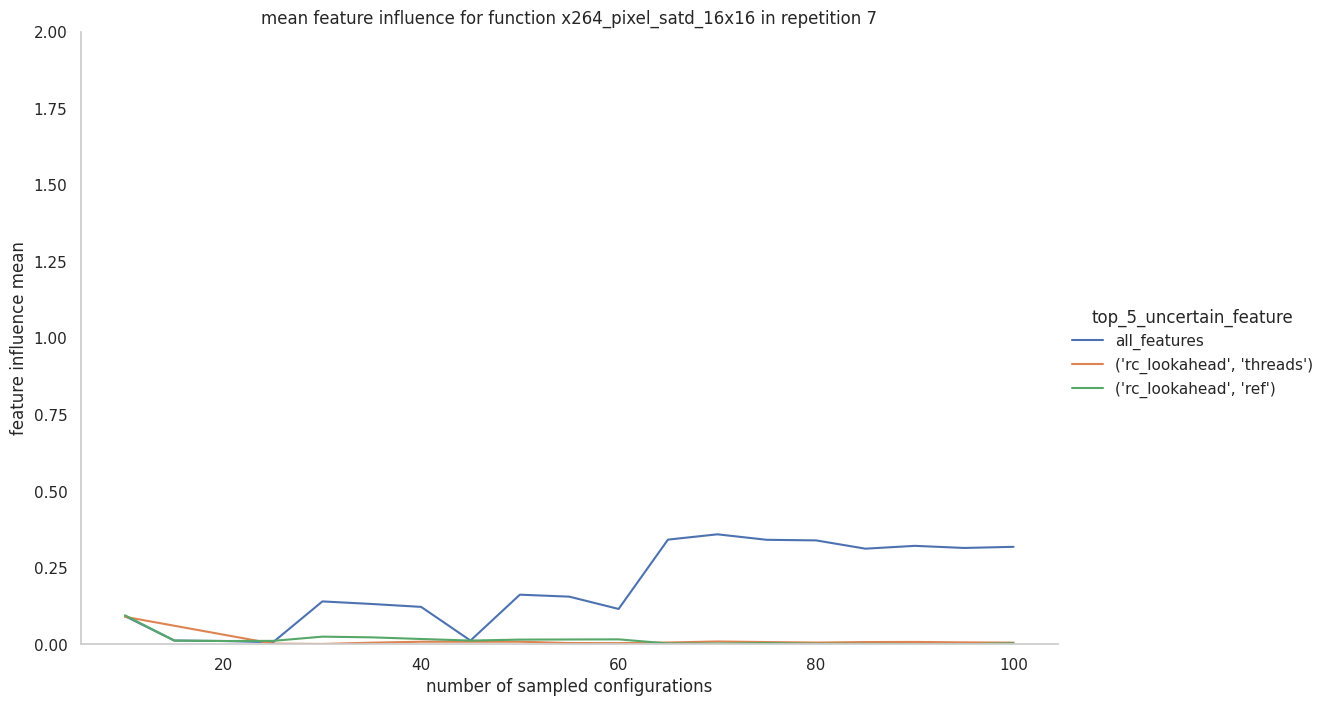 mean feature influence for function x264_pixel_satd_16x16 in repetition 7
2.00
1.75
1.50
1.25
1.00
0.75
0.50
0.25
0.00
feature influence mean
20
40
60
80
100
number of sampled configurations
top_5_uncertain_feature
all_features
('rc_lookahead', 'threads')
('rc_lookahead', 'ref')